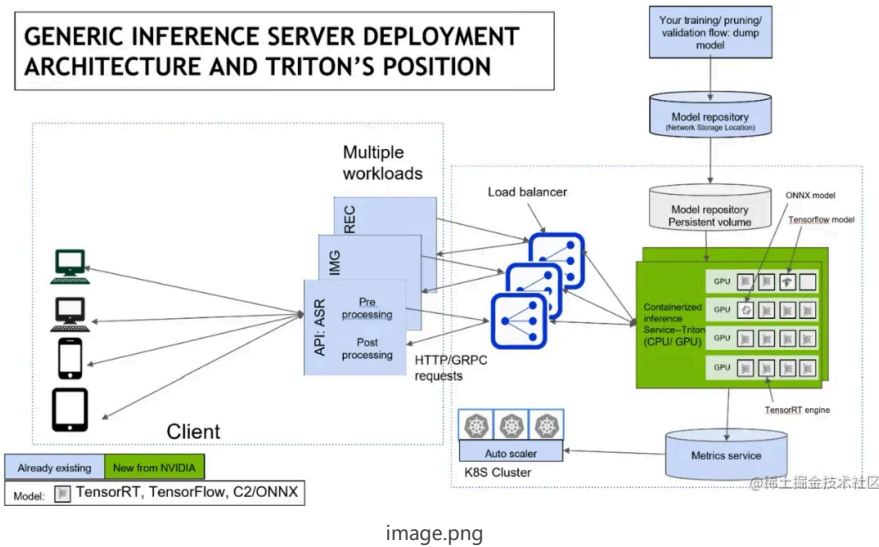 GENERIC INFERENCE SERVER DEPLOYMENT
ARCHITECTURE AND TRITON'S POSITION
Your training/ pruning/
validation flow: dump
model
Model repository
(Network Storage Location)
Multiple
workloads
Load balancer
Model repository
Persistent volume
ONNX model
Tensorflow model
REC
IMG
API: ASR
Pre
processing
Post
processing
HTTP/GRPC
requests
Containerized
inference
Service--Triton
(CPU/ GPU)
GPU
GPU
GPU
GPU
TensorRT engine
Client
Auto scaler
K8S Cluster
Metrics service
Already existing
New from NVIDIA
Model:
TensorRT, TensorFlow, C2/ONNX
@稀土掘金技术社区
image.png